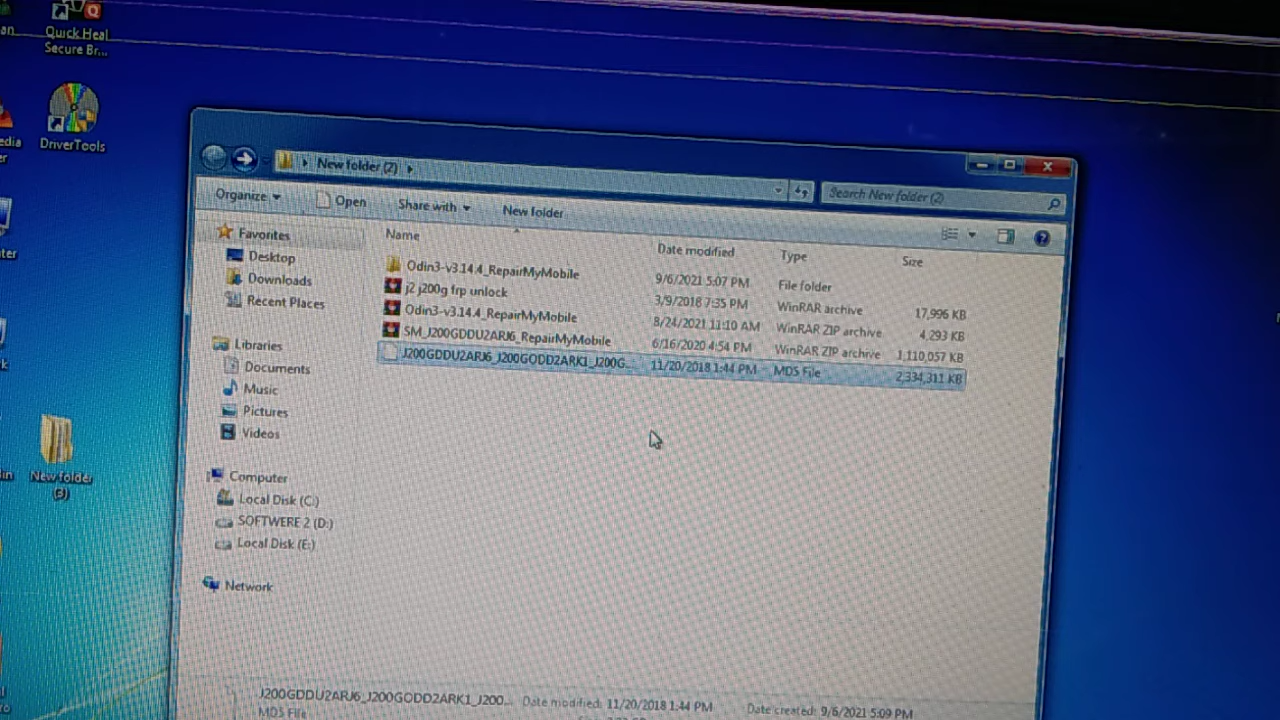 Quick Heal
Secure Br...
DriverTools
New folder
(3)
New folder (2)
Search New folder (2)
Organize
Open
Share with
New folder
Favorites
Desktop
Downloads
Recent Places
Libraries
Documents
Music
Pictures
Videos
Computer
Local Disk (C:)
SOFTWERE 2 (D:)
Local Disk (E:)
Network
Name Date modified Type Size
Odin3-v3.14.4_RepairMyMobile 9/6/2021 5:07 PM File folder
j2 j200g frp unlock 3/9/2018 7:35 PM WinRAR archive 17,996 KB
Odin3-v3.14.4_RepairMyMobile 8/24/2021 11:10 AM WinRAR ZIP archive 4,293 KB
SM_J200GDDU2ARJ6_RepairMyMobile 6/16/2020 4:54 PM WinRAR ZIP archive 1,110,057 KB
J200GDDU2ARJ6_J200GODD2ARK1_J200G... 11/20/2018 1:44 PM MD5 File 2,334,311 KB
J200GDDU2ARJ6_J200GODD2ARK1_J200... Date modified: 11/20/2018 1:44 PM Date created: 9/6/2021 5:09 PM
MD5 File